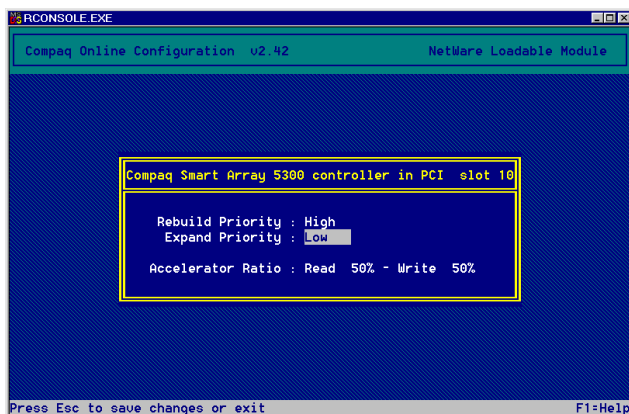 RCONSOLE.EXE
Compaq Online Configuration v2.42 NetWare Loadable Module
Compaq Smart Array 5300 controller in PCI slot 10
Rebuild Priority : High
Expand Priority : Low
Accelerator Ratio : Read 50% - Write 50%
Press Esc to save changes or exit F1=Help